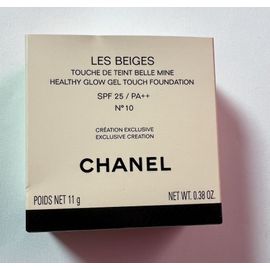 LES BEIGES
TOUCHE DE TEINT BELLE MINE
HEALTHY GLOW GEL TOUCH FOUNDATION
SPF 25 / PA++
N°10
CRÉATION EXCLUSIVE
EXCLUSIVE CREATION
CHANEL
POIDS NET 11 g NET WT. 0.38 OZ.